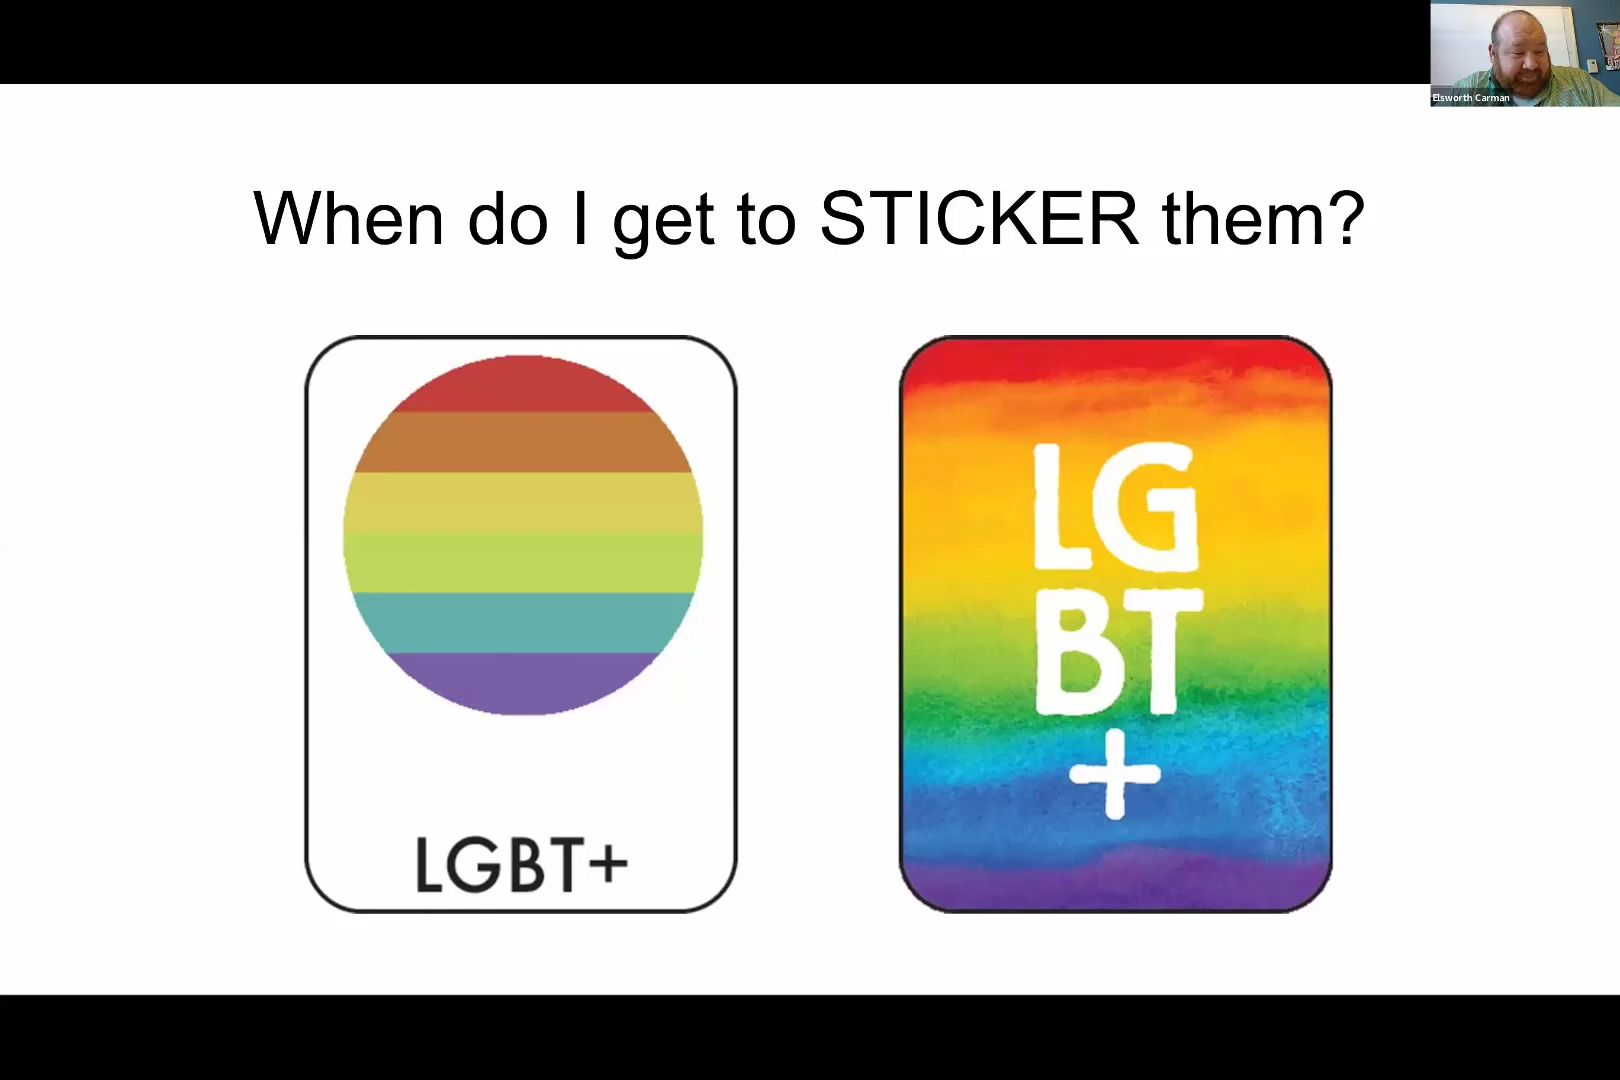 Elsworth Carman
When do I get to STICKER them?
LGBT+
LG
BT
+